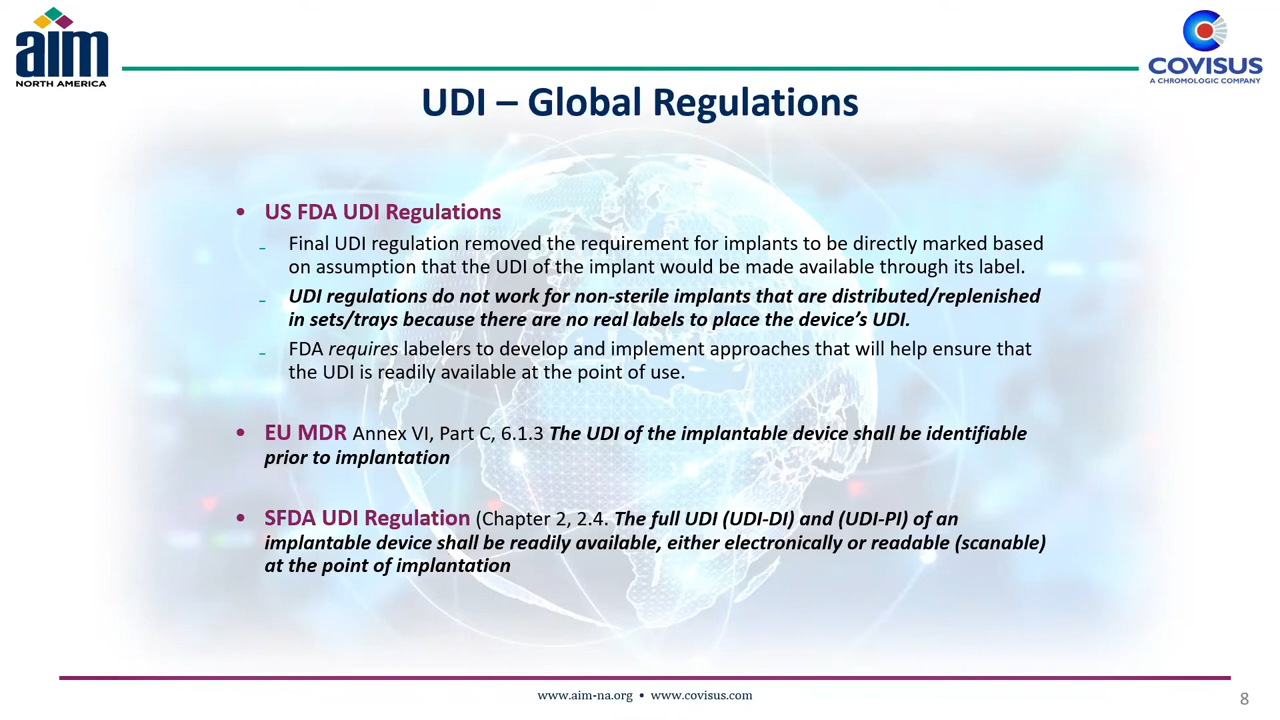 aim
NORTH AMERICA
COVISUS
A CHROMOLOGIC COMPANY
UDI – Global Regulations
• US FDA UDI Regulations
- Final UDI regulation removed the requirement for implants to be directly marked based
on assumption that the UDI of the implant would be made available through its label.
- UDI regulations do not work for non-sterile implants that are distributed/replenished
in sets/trays because there are no real labels to place the device’s UDI.
- FDA requires labelers to develop and implement approaches that will help ensure that
the UDI is readily available at the point of use.
• EU MDR Annex VI, Part C, 6.1.3 The UDI of the implantable device shall be identifiable
prior to implantation
• SFDA UDI Regulation (Chapter 2, 2.4. The full UDI (UDI-DI) and (UDI-PI) of an
implantable device shall be readily available, either electronically or readable (scanable)
at the point of implantation
www.aim-na.org • www.covisus.com
8